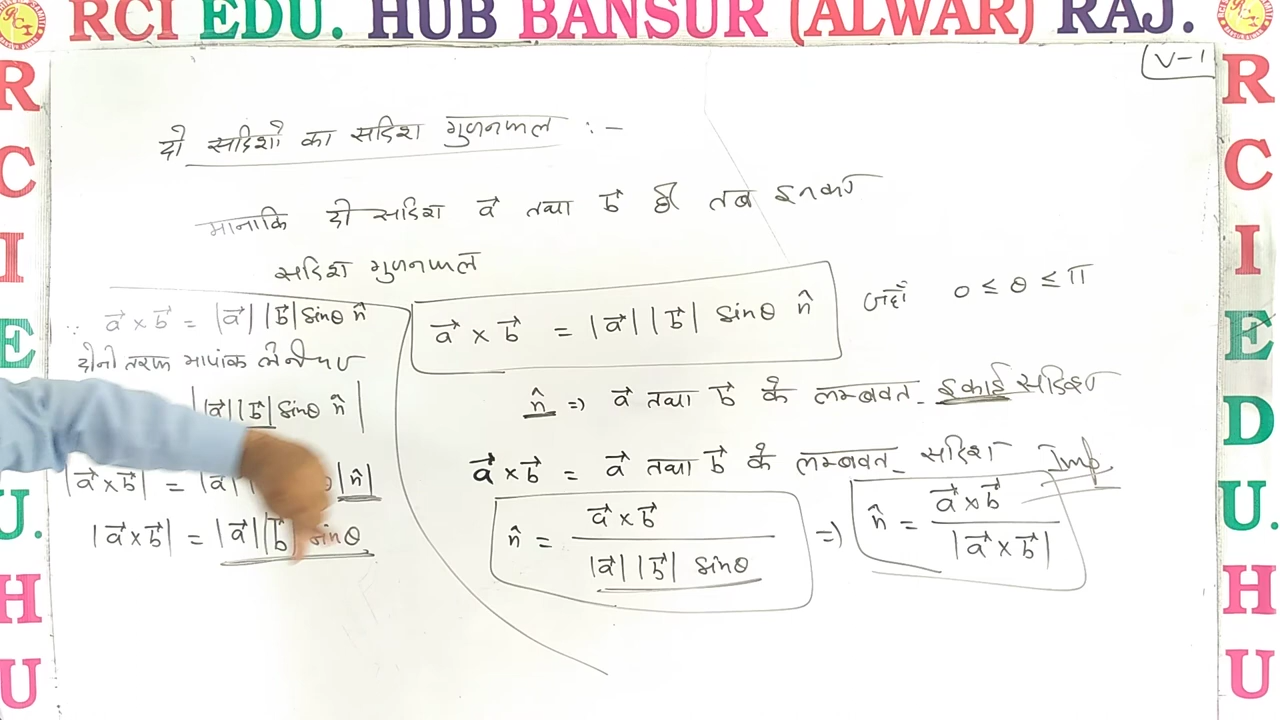 RCI EDU. HUB BANSUR (ALWAR) RAJ.
V-1
दो सदिशों का सदिश गुणनफल :-
मानाकि दो सदिश a⃗ तथा b⃗ हो तब इनका
सदिश गुणनफल
a⃗ × b⃗ = |a⃗| |b⃗| sinθ n̂ जहाँ 0 ≤ θ ≤ π
n̂ => a⃗ तथा b⃗ के लम्बवत इकाई सदिश
a⃗ × b⃗ = a⃗ तथा b⃗ के लम्बवत सदिश Imp
n̂ = a⃗ × b⃗ / |a⃗| |b⃗| sinθ => n̂ = a⃗ × b⃗ / |a⃗ × b⃗|
∵ a⃗ × b⃗ = |a⃗| |b⃗| sinθ n̂
दोनो तरफ मापांक लेने पर
|a⃗| |b⃗| sinθ n̂|
|a⃗ × b⃗| = |a⃗| |n̂|
|a⃗ × b⃗| = |a⃗| |b⃗| sinθ
R C I E D U. H U
R C I E D U. H U